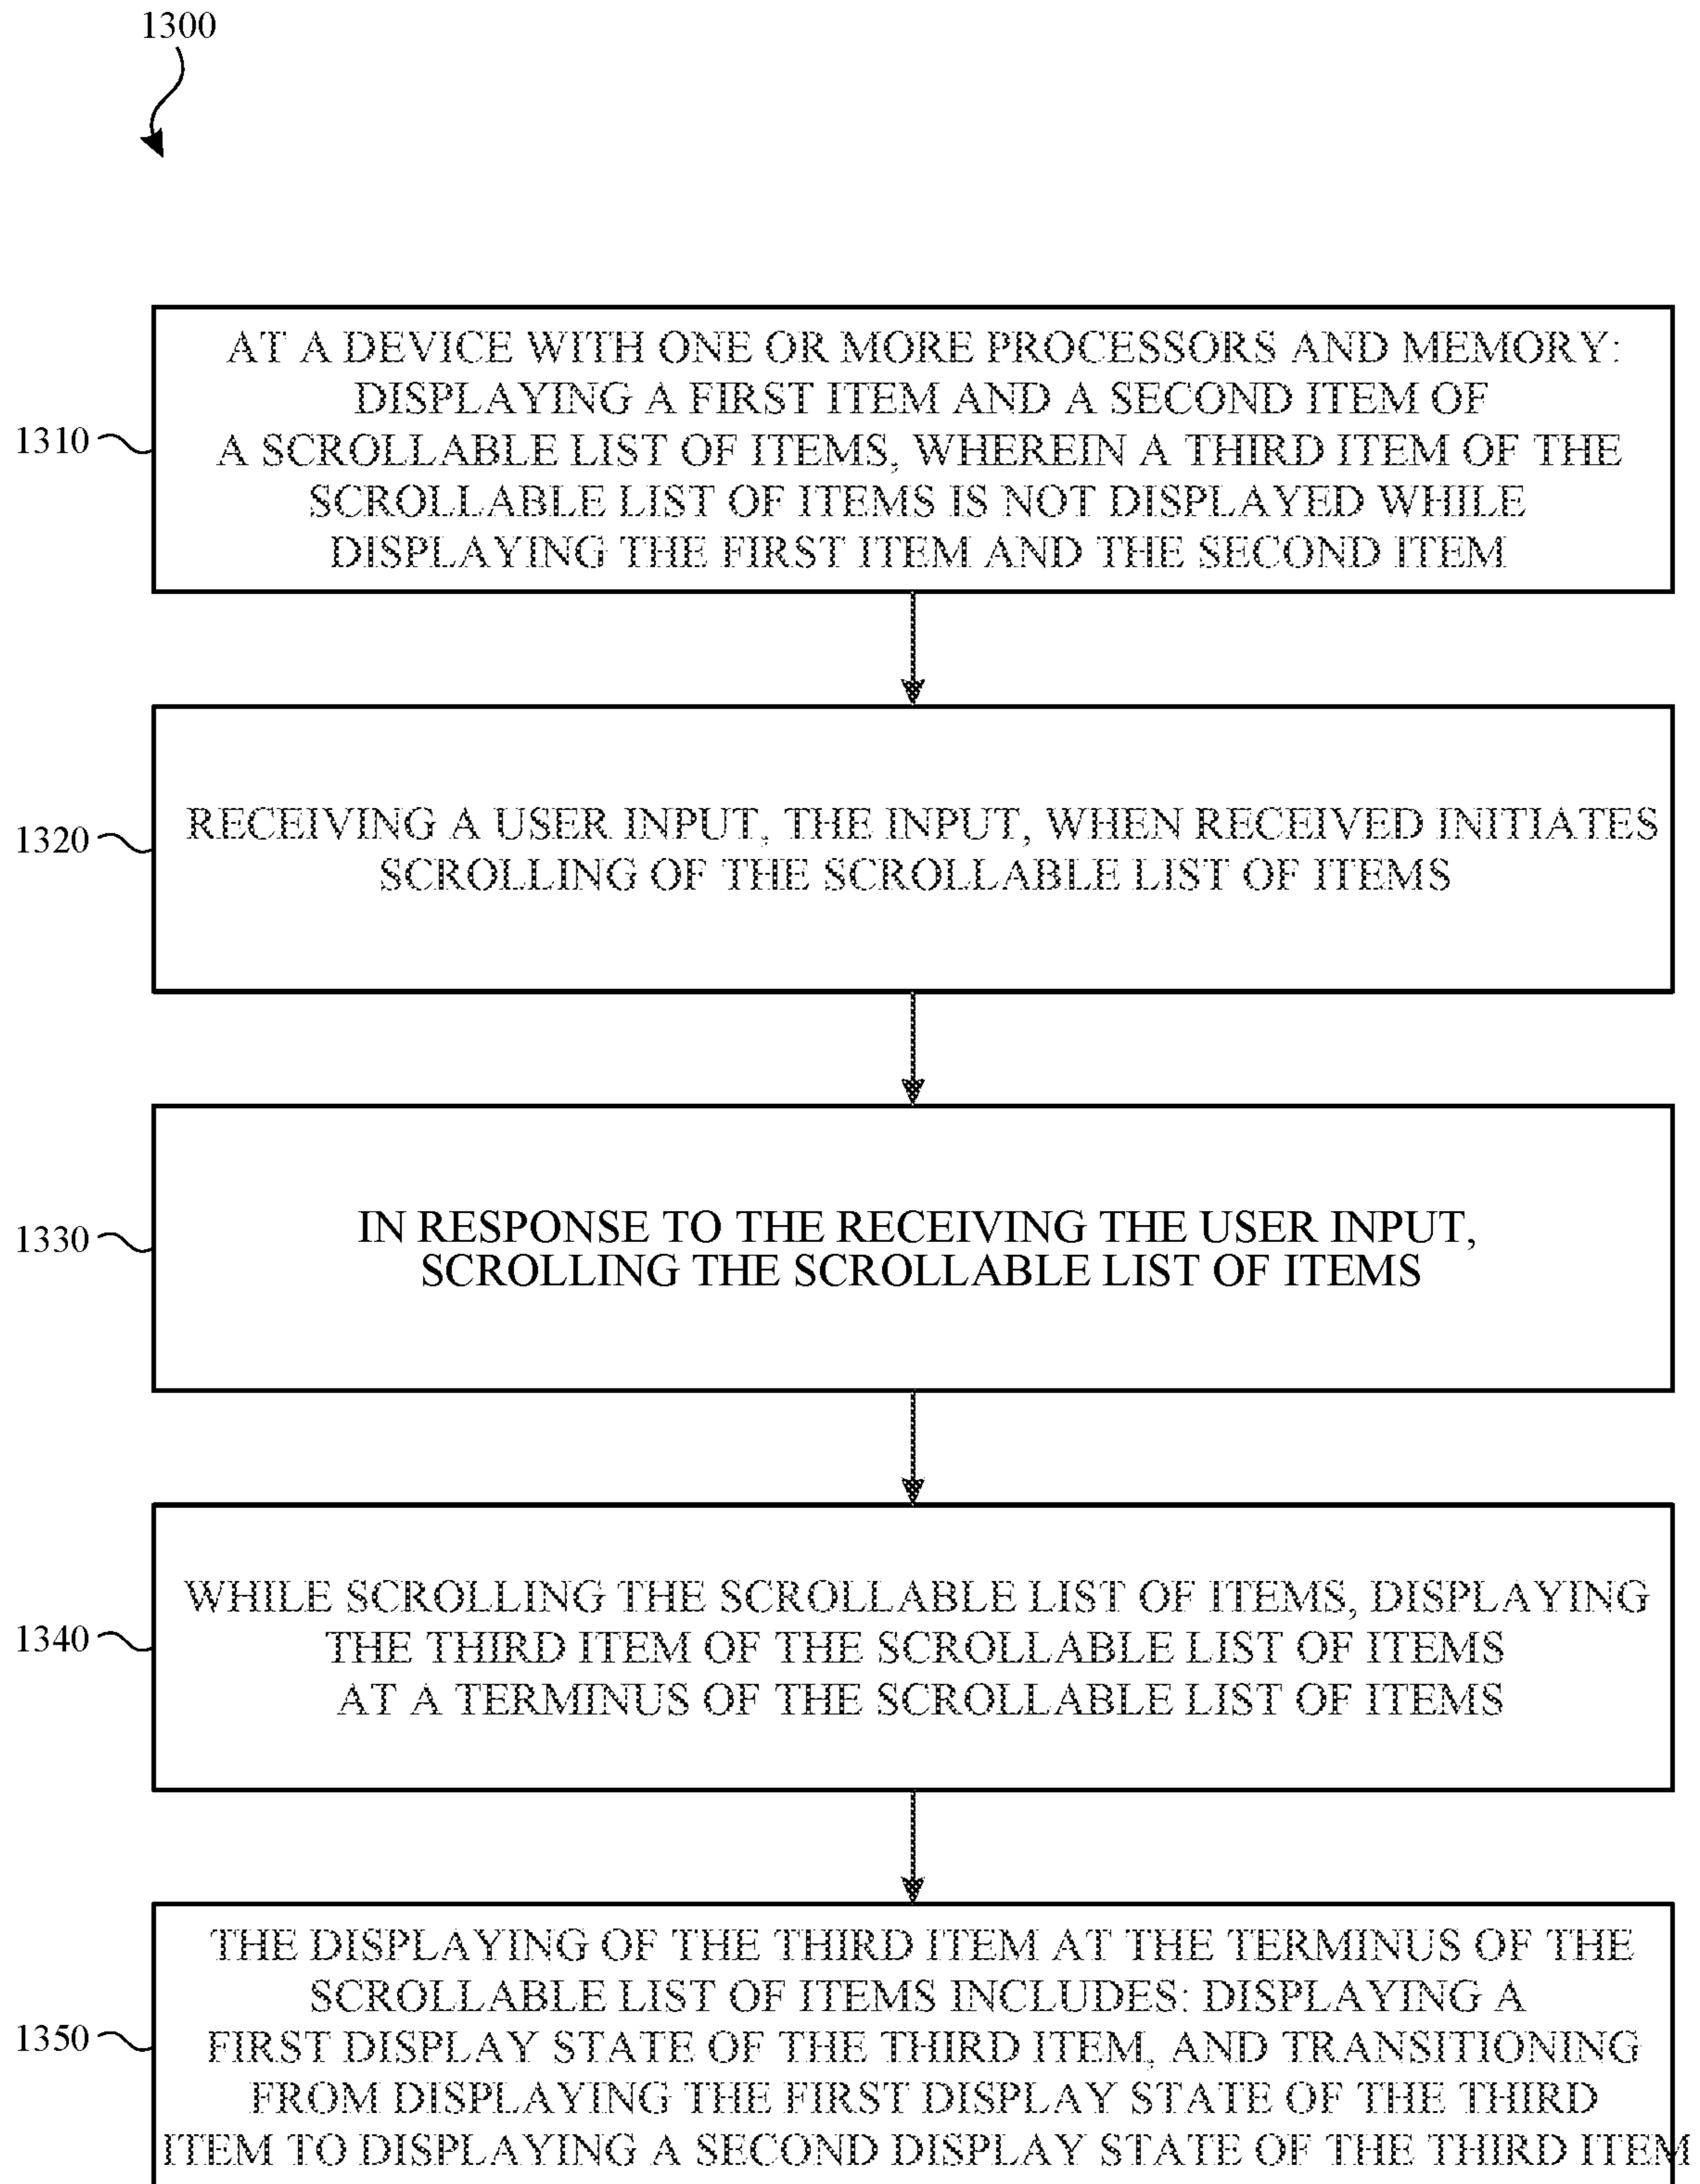 1300
1310
AT A DEVICE WITH ONE OR MORE PROCESSORS AND MEMORY:
DISPLAYING A FIRST ITEM AND A SECOND ITEM OF
A SCROLLABLE LIST OF ITEMS, WHEREIN A THIRD ITEM OF THE
SCROLLABLE LIST OF ITEMS IS NOT DISPLAYED WHILE
DISPLAYING THE FIRST ITEM AND THE SECOND ITEM
1320
RECEIVING A USER INPUT, THE INPUT, WHEN RECEIVED INITIATES
SCROLLING OF THE SCROLLABLE LIST OF ITEMS
1330
IN RESPONSE TO THE RECEIVING THE USER INPUT,
SCROLLING THE SCROLLABLE LIST OF ITEMS
1340
WHILE SCROLLING THE SCROLLABLE LIST OF ITEMS, DISPLAYING
THE THIRD ITEM OF THE SCROLLABLE LIST OF ITEMS
AT A TERMINUS OF THE SCROLLABLE LIST OF ITEMS
1350
THE DISPLAYING OF THE THIRD ITEM AT THE TERMINUS OF THE
SCROLLABLE LIST OF ITEMS INCLUDES: DISPLAYING A
FIRST DISPLAY STATE OF THE THIRD ITEM, AND TRANSITIONING
FROM DISPLAYING THE FIRST DISPLAY STATE OF THE THIRD
ITEM TO DISPLAYING A SECOND DISPLAY STATE OF THE THIRD ITEM